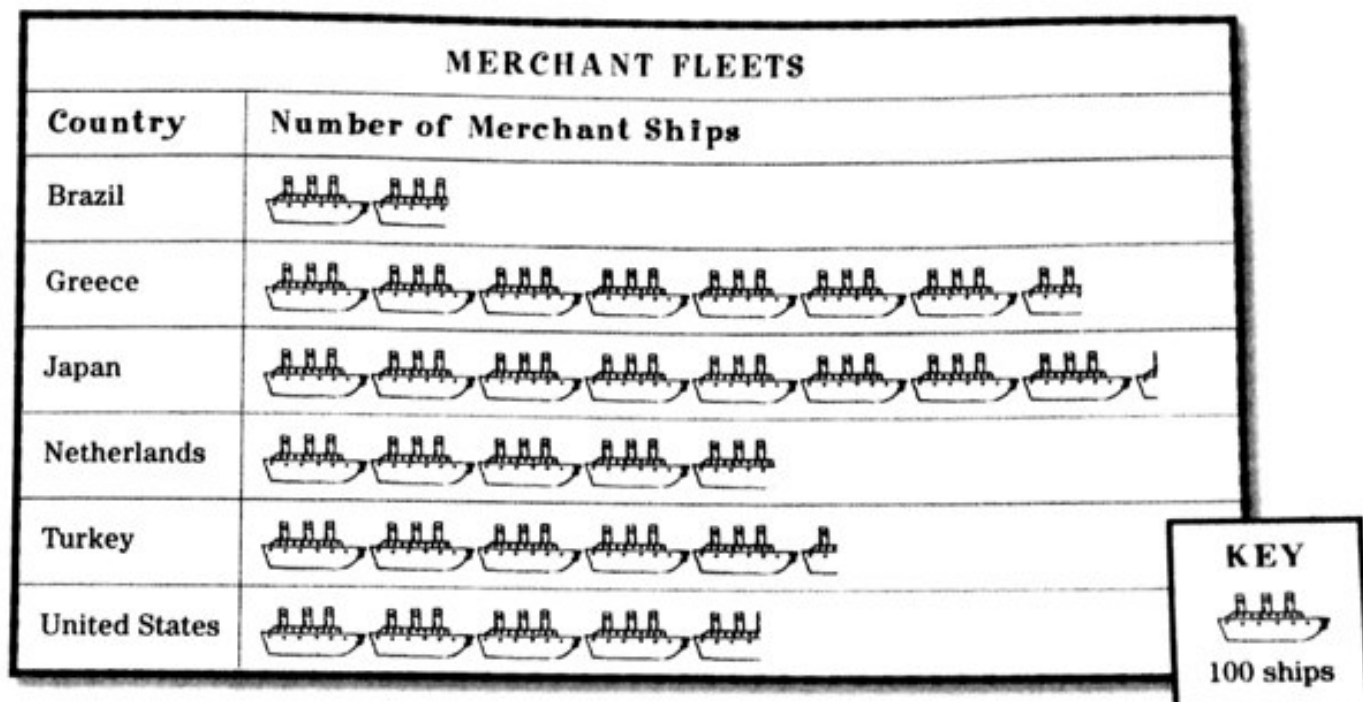 MERCHANT FLEETS
Country Number of Merchant Ships
Brazil
Greece
Japan
Netherlands
Turkey
United States
KEY
100 ships